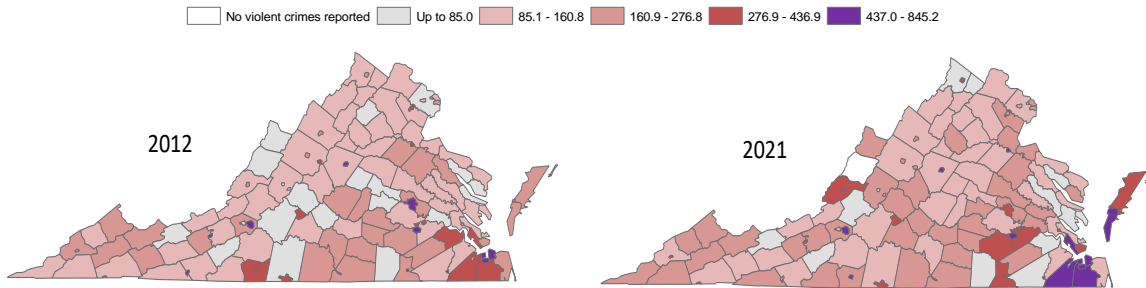 No violent crimes reported Up to 85.0 85.1 - 160.8 160.9 - 276.8 276.9 - 436.9 437.0 - 845.2
2012
2021